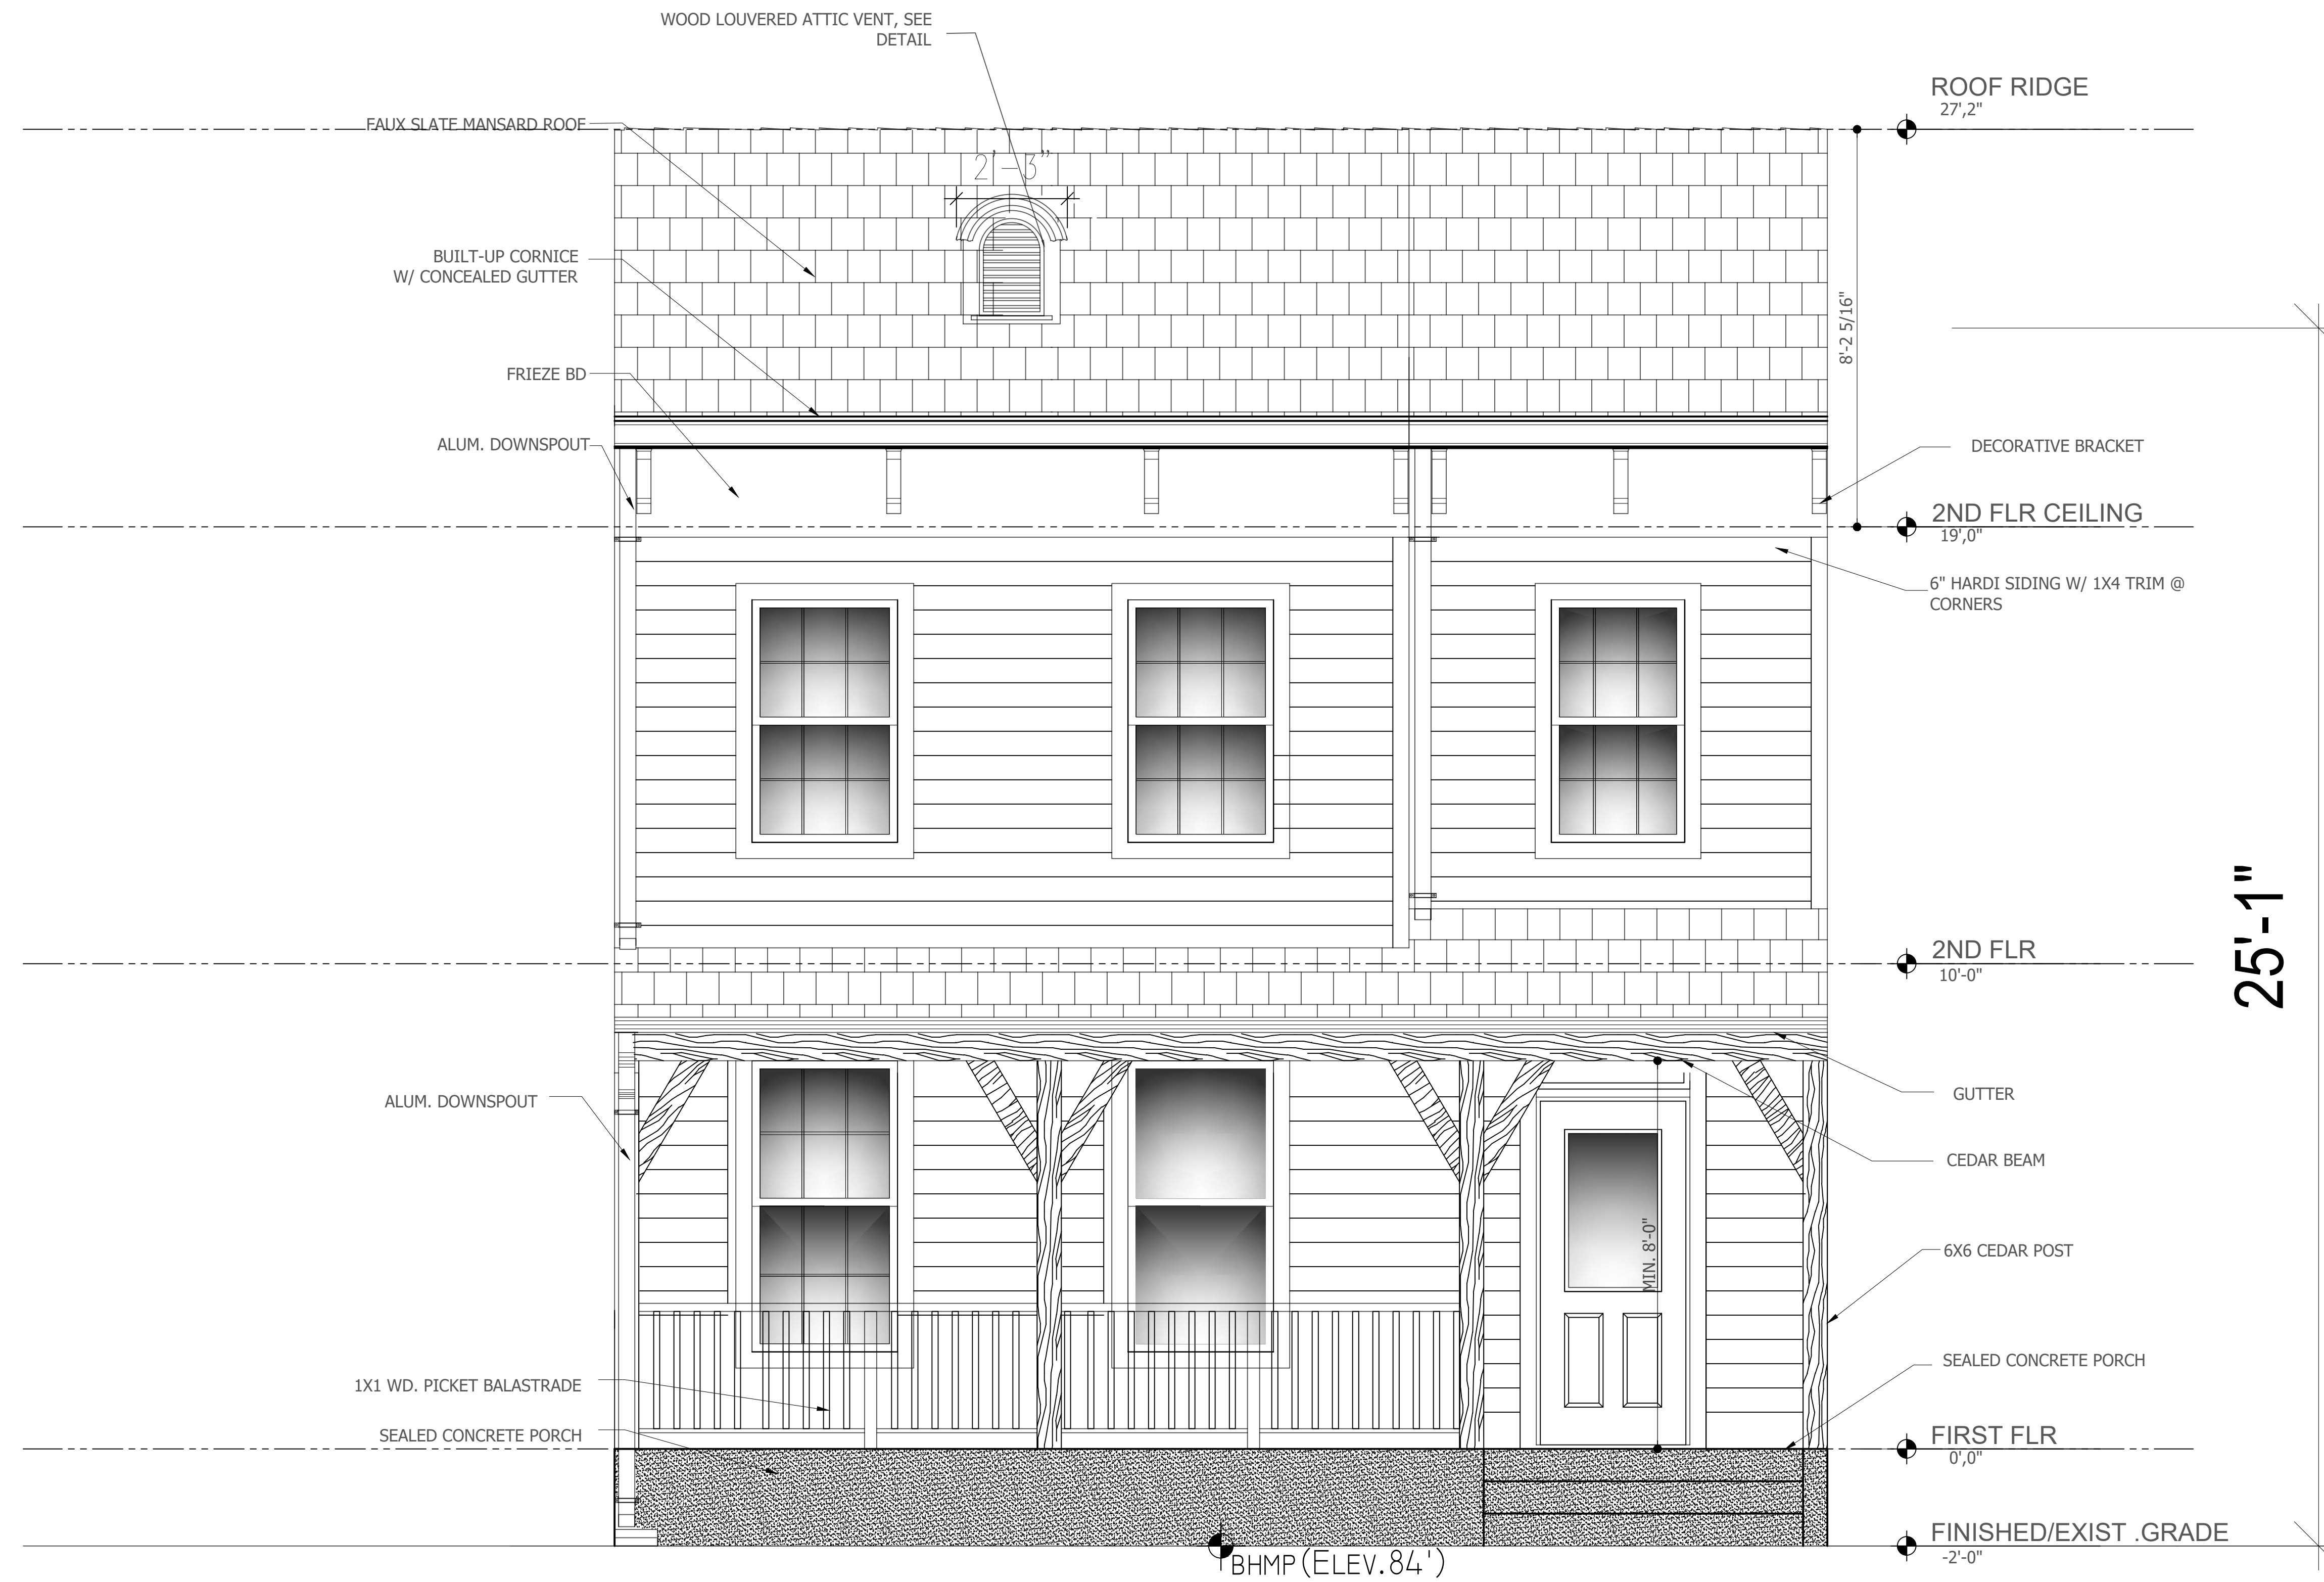 WOOD LOUVERED ATTIC VENT, SEE
DETAIL
ROOF RIDGE
27',2"
FAUX SLATE MANSARD ROOF
2'-3"
BUILT-UP CORNICE
W/ CONCEALED GUTTER
8'-2 5/16"
FRIEZE BD
ALUM. DOWNSPOUT
DECORATIVE BRACKET
2ND FLR CEILING
19',0"
6" HARDI SIDING W/ 1X4 TRIM @
CORNERS
25'-1"
2ND FLR
10'-0"
GUTTER
ALUM. DOWNSPOUT
CEDAR BEAM
MIN. 8'-0"
6X6 CEDAR POST
SEALED CONCRETE PORCH
1X1 WD. PICKET BALASTRADE
SEALED CONCRETE PORCH
FIRST FLR
0',0"
FINISHED/EXIST .GRADE
-2'-0"
BHMP(ELEV.84')